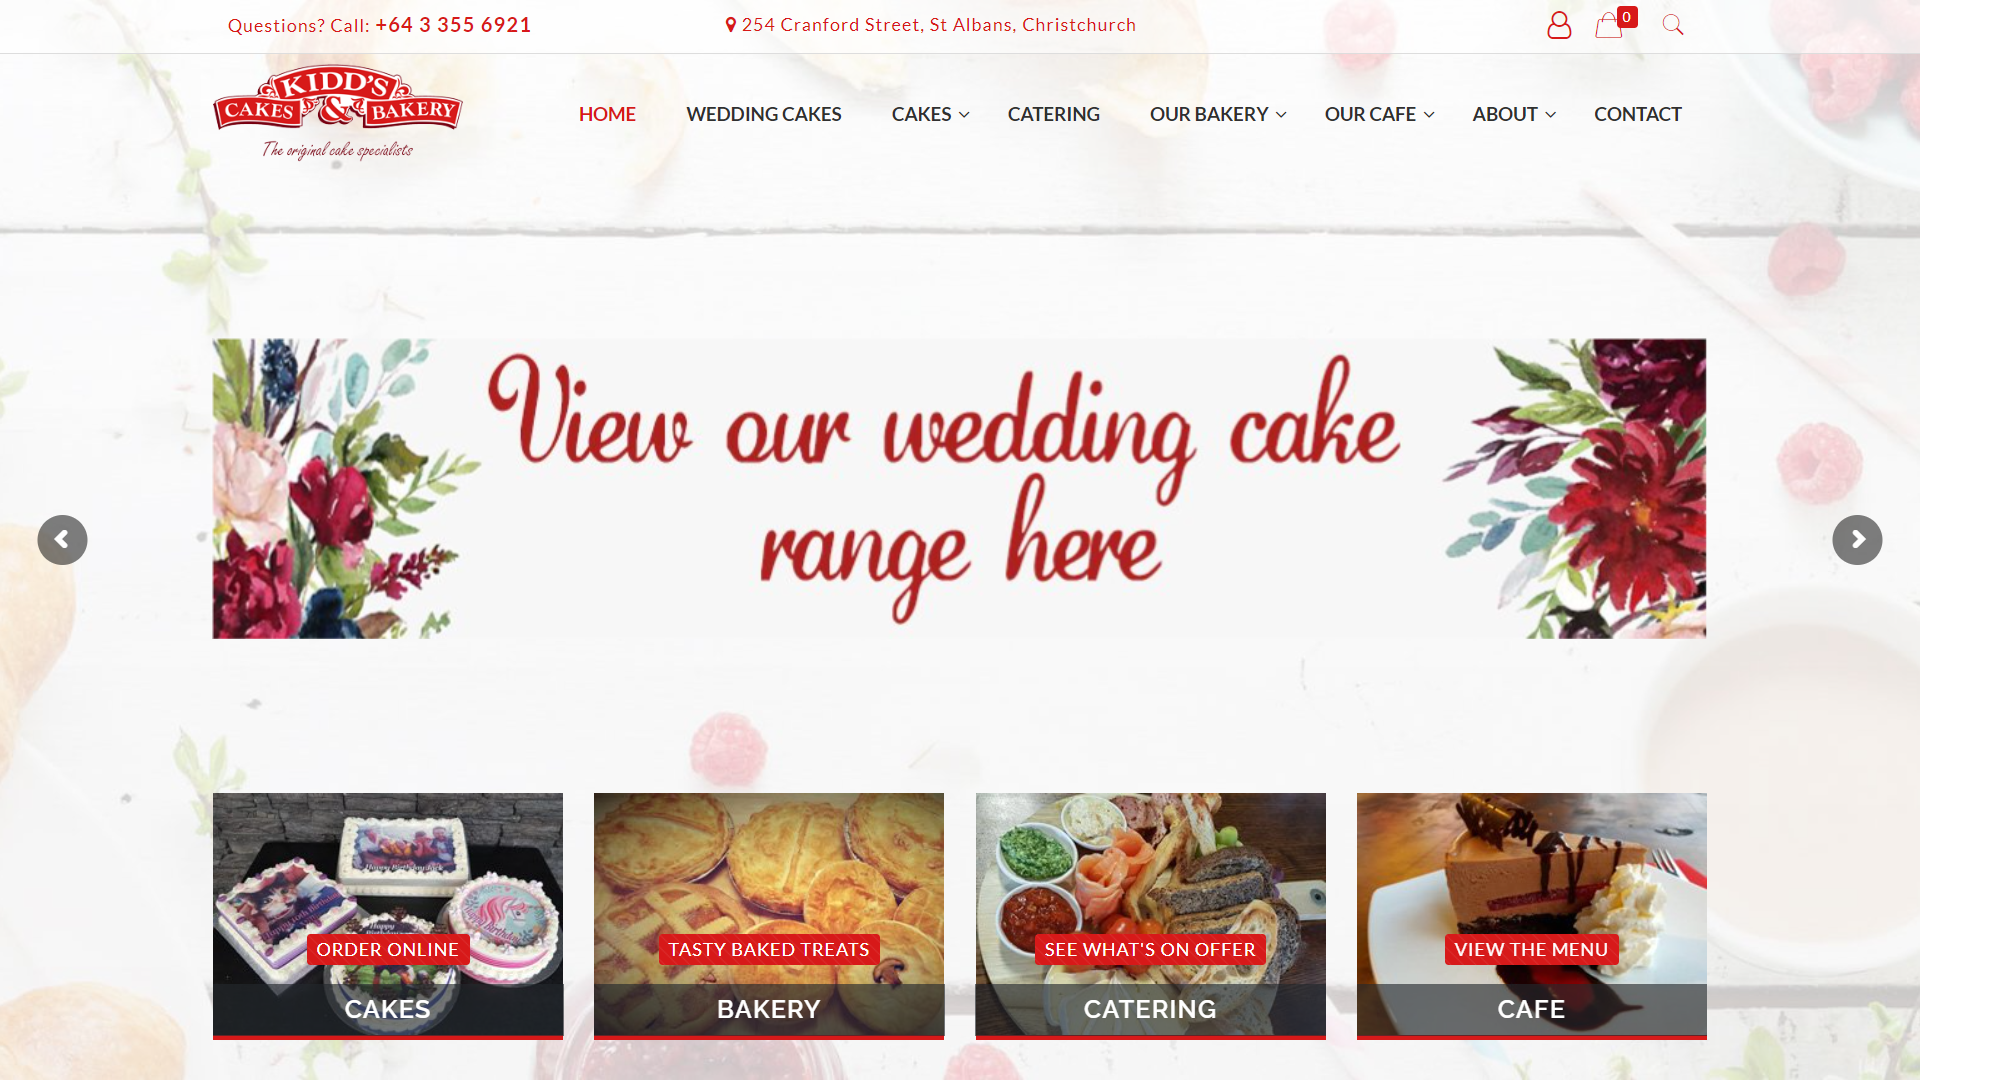 Questions? Call: +64 3 355 6921
254 Cranford Street, St Albans, Christchurch
0
KIDD'S
CAKES & BAKERY
The original cake specialists
HOME
WEDDING CAKES
CAKES
CATERING
OUR BAKERY
OUR CAFE
ABOUT
CONTACT
View our wedding cake
range here
ORDER ONLINE
CAKES
TASTY BAKED TREATS
BAKERY
SEE WHAT'S ON OFFER
CATERING
VIEW THE MENU
CAFE